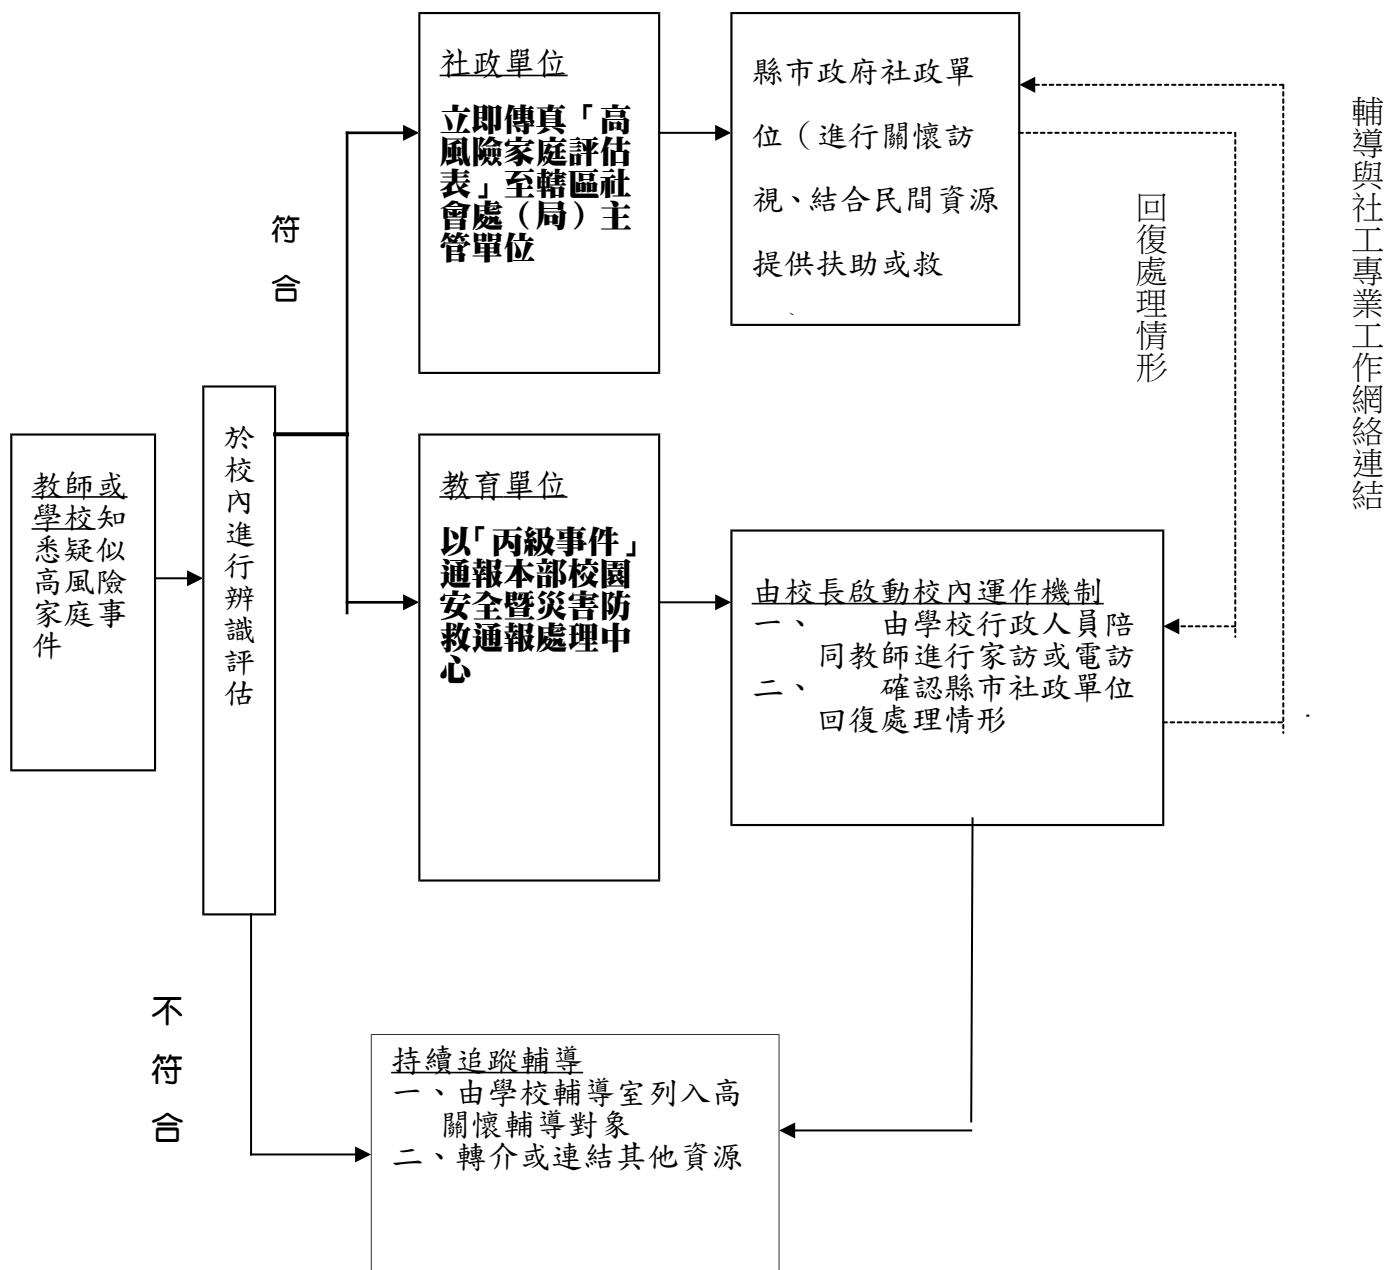 教師或
學校知
悉疑似
高風險
家庭事
件
於校內進行辨識評估
符
合
不
符
合
社政單位
立即傳真「高
風險家庭評估
表」至轄區社
會處（局）主
管單位
縣市政府社政單
位（進行關懷訪
視、結合民間資源
提供扶助或救
教育單位
以「丙級事件」
通報本部校園
安全暨災害防
救通報處理中
心
由校長啟動校內運作機制
一、　由學校行政人員陪
同教師進行家訪或電訪
二、　確認縣市社政單位
回復處理情形
回復處理情形
輔導與社工專業工作網絡連結
持續追蹤輔導
一、由學校輔導室列入高
關懷輔導對象
二、轉介或連結其他資源